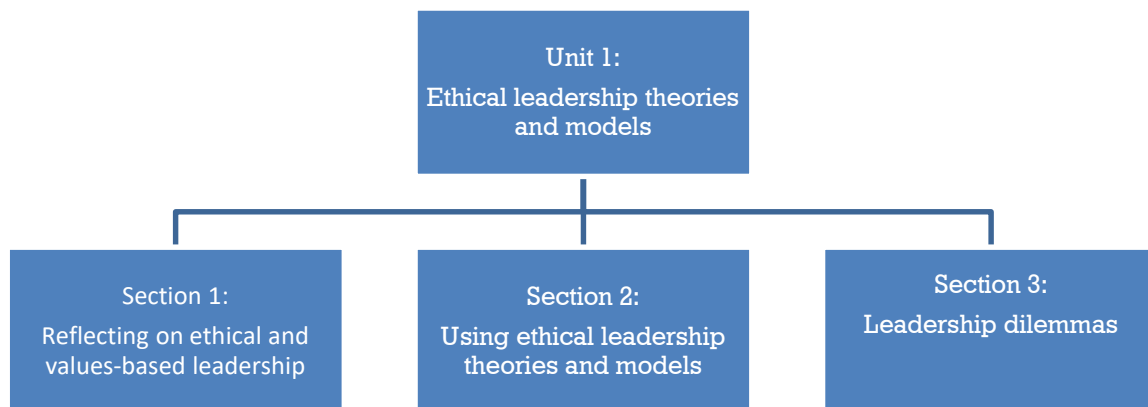 Unit 1:
Ethical leadership theories
and models
Section 1:
Reflecting on ethical and
values-based leadership
Section 2:
Using ethical leadership
theories and models
Section 3:
Leadership dilemmas